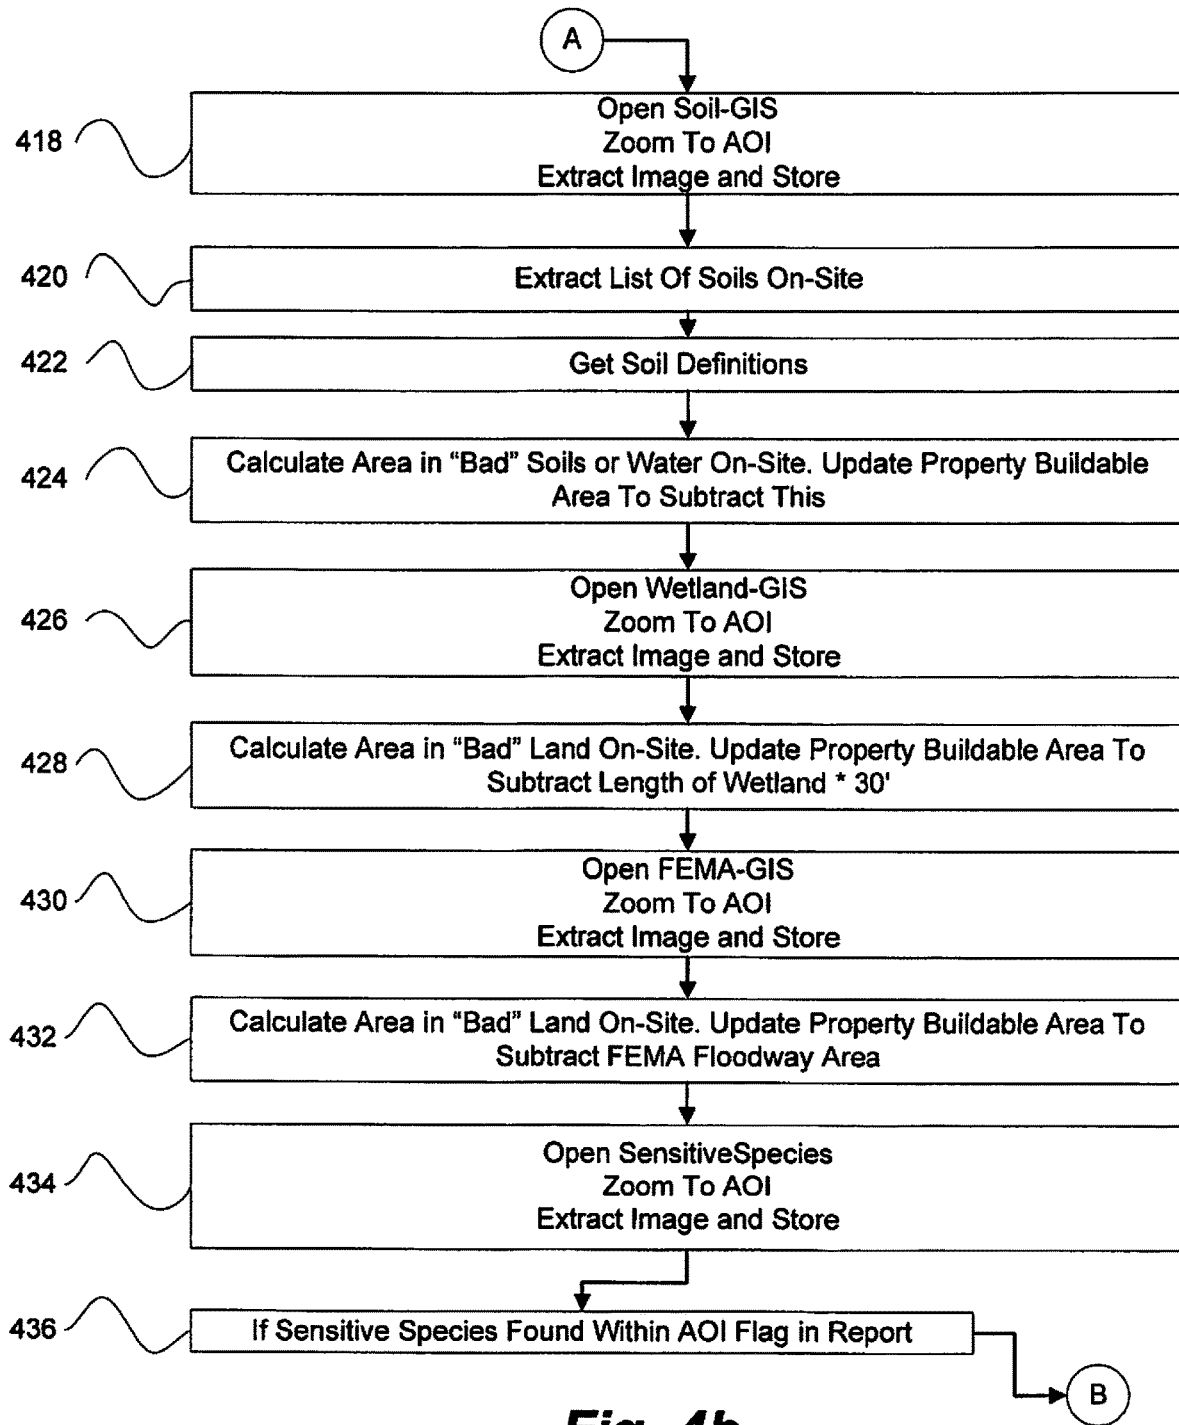 A
418
Open Soil-GIS
Zoom To AOI
Extract Image and Store
420
Extract List Of Soils On-Site
422
Get Soil Definitions
424
Calculate Area in “Bad” Soils or Water On-Site. Update Property Buildable
Area To Subtract This
426
Open Wetland-GIS
Zoom To AOI
Extract Image and Store
428
Calculate Area in “Bad” Land On-Site. Update Property Buildable Area To
Subtract Length of Wetland * 30'
430
Open FEMA-GIS
Zoom To AOI
Extract Image and Store
432
Calculate Area in “Bad” Land On-Site. Update Property Buildable Area To
Subtract FEMA Floodway Area
434
Open SensitiveSpecies
Zoom To AOI
Extract Image and Store
436
If Sensitive Species Found Within AOI Flag in Report
B
Fig. 4b